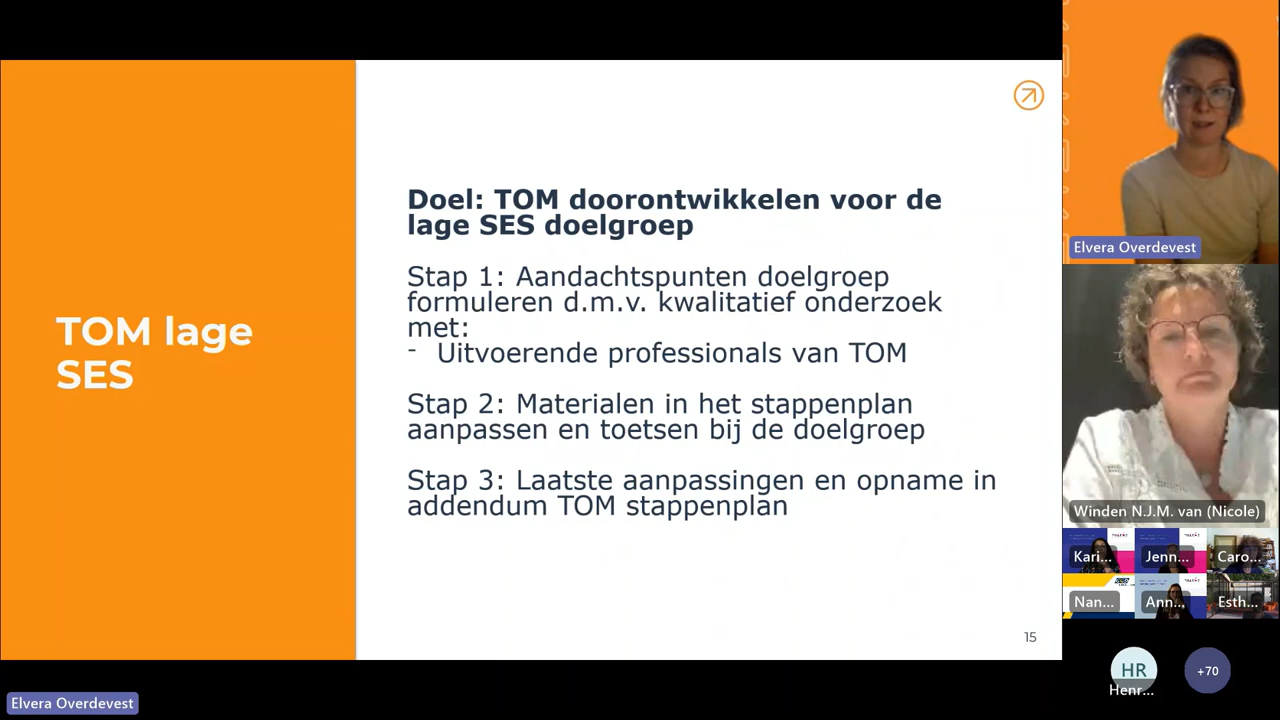 TOM lage
SES
Doel: TOM doorontwikkelen voor de
lage SES doelgroep
Stap 1: Aandachtspunten doelgroep
formuleren d.m.v. kwalitatief onderzoek
met:
- Uitvoerende professionals van TOM
Stap 2: Materialen in het stappenplan
aanpassen en toetsen bij de doelgroep
Stap 3: Laatste aanpassingen en opname in
addendum TOM stappenplan
15
Elvera Overdevest
Elvera Overdevest
Winden N.J.M. van (Nicole)
Kari...
Jenn...
Caro...
Nan...
Ann...
Esth...
HR
Henr...
+70